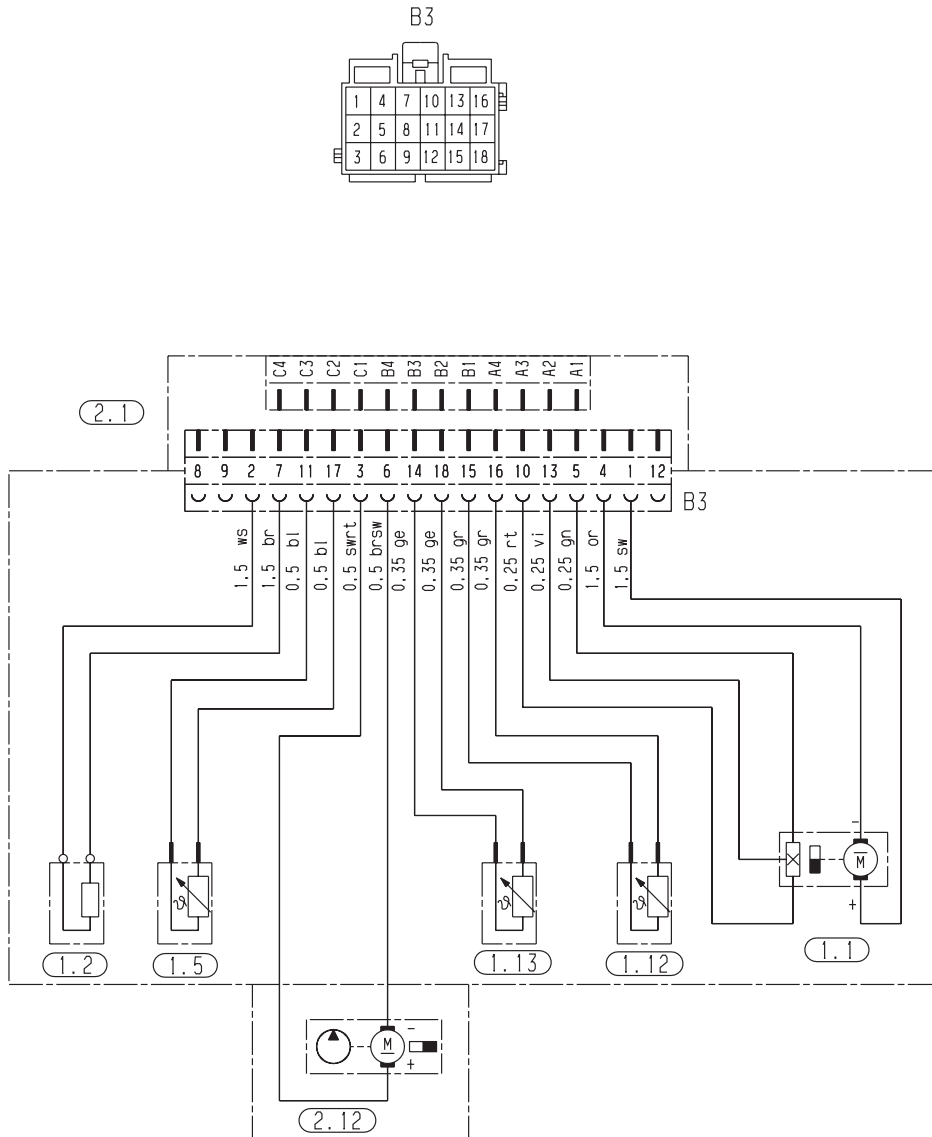 B3
1 4 7 10 13 16
2 5 8 11 14 17
3 6 9 12 15 18
C4 C3 C2 C1 B4 B3 B2 B1 A4 A3 A2 A1
2.1
8 9 2 7 11 17 3 6 14 18 15 16 10 13 5 4 1 12
B3
1,5 ws
1,5 br
0,5 bl
0,5 bl
0,5 swrt
0,5 brsw
0,35 ge
0,35 ge
0,35 gr
0,35 gr
0,25 rt
0,25 vi
0,25 gn
1,5 or
1,5 sw
-
ϑ ϑ ϑ M
+
1.2 1.5 1.13 1.12 1.1
-
M
+
2.12